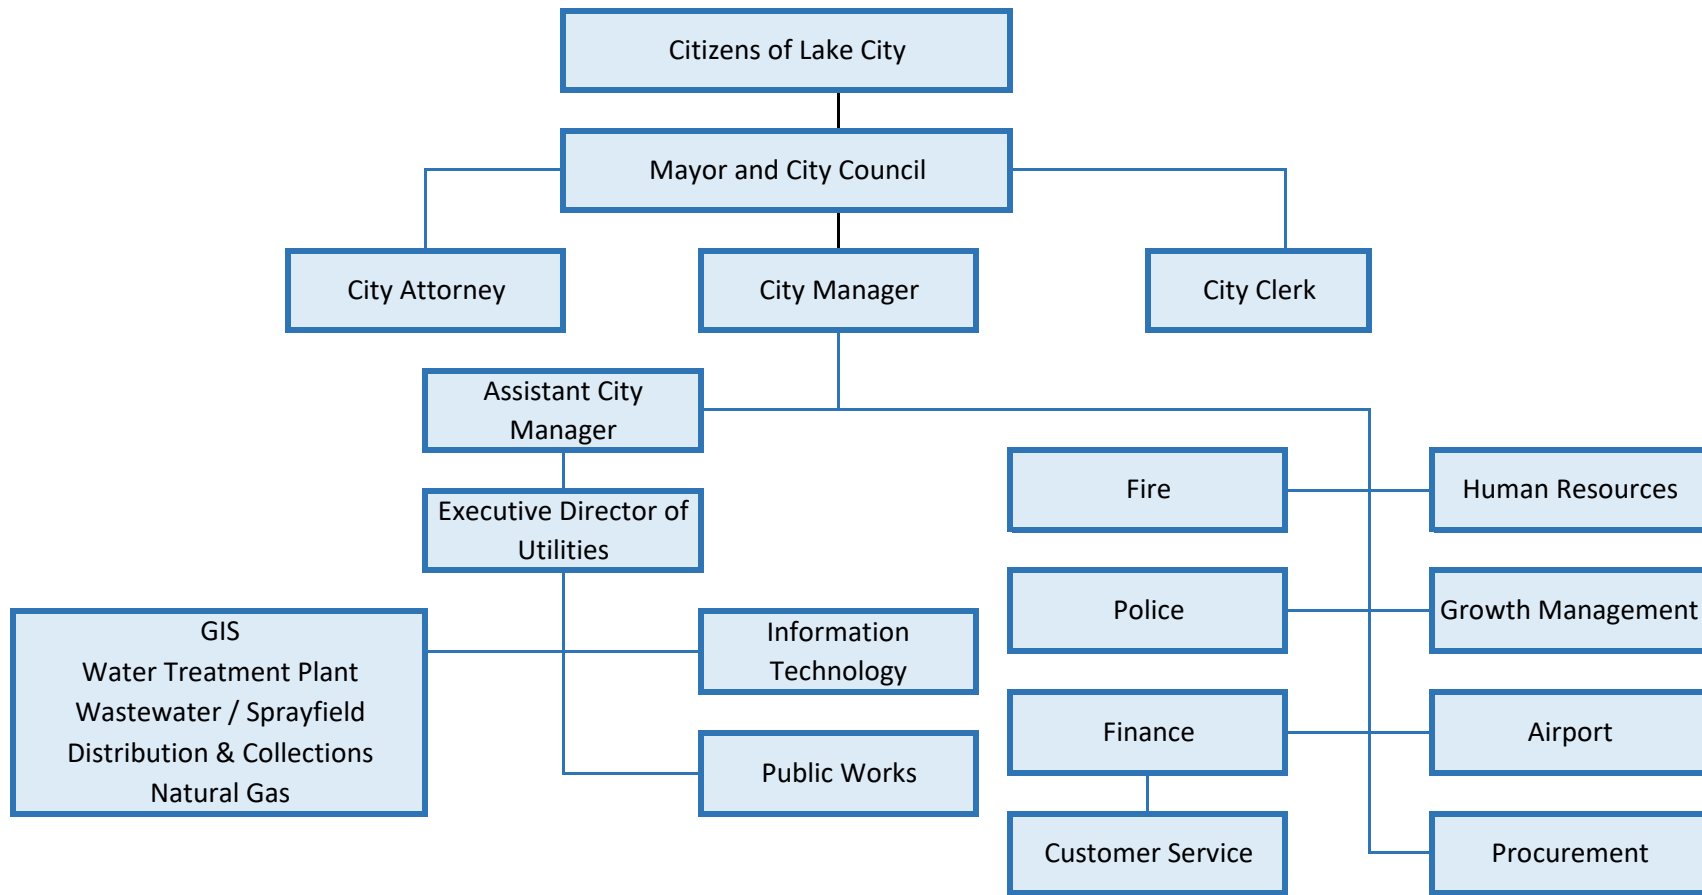 Citizens of Lake City
Mayor and City Council
City Attorney
City Manager
City Clerk
Assistant City
Manager
Executive Director of
Utilities
GIS
Water Treatment Plant
Wastewater / Sprayfield
Distribution & Collections
Natural Gas
Information
Technology
Public Works
Fire
Human Resources
Police
Growth Management
Finance
Airport
Customer Service
Procurement